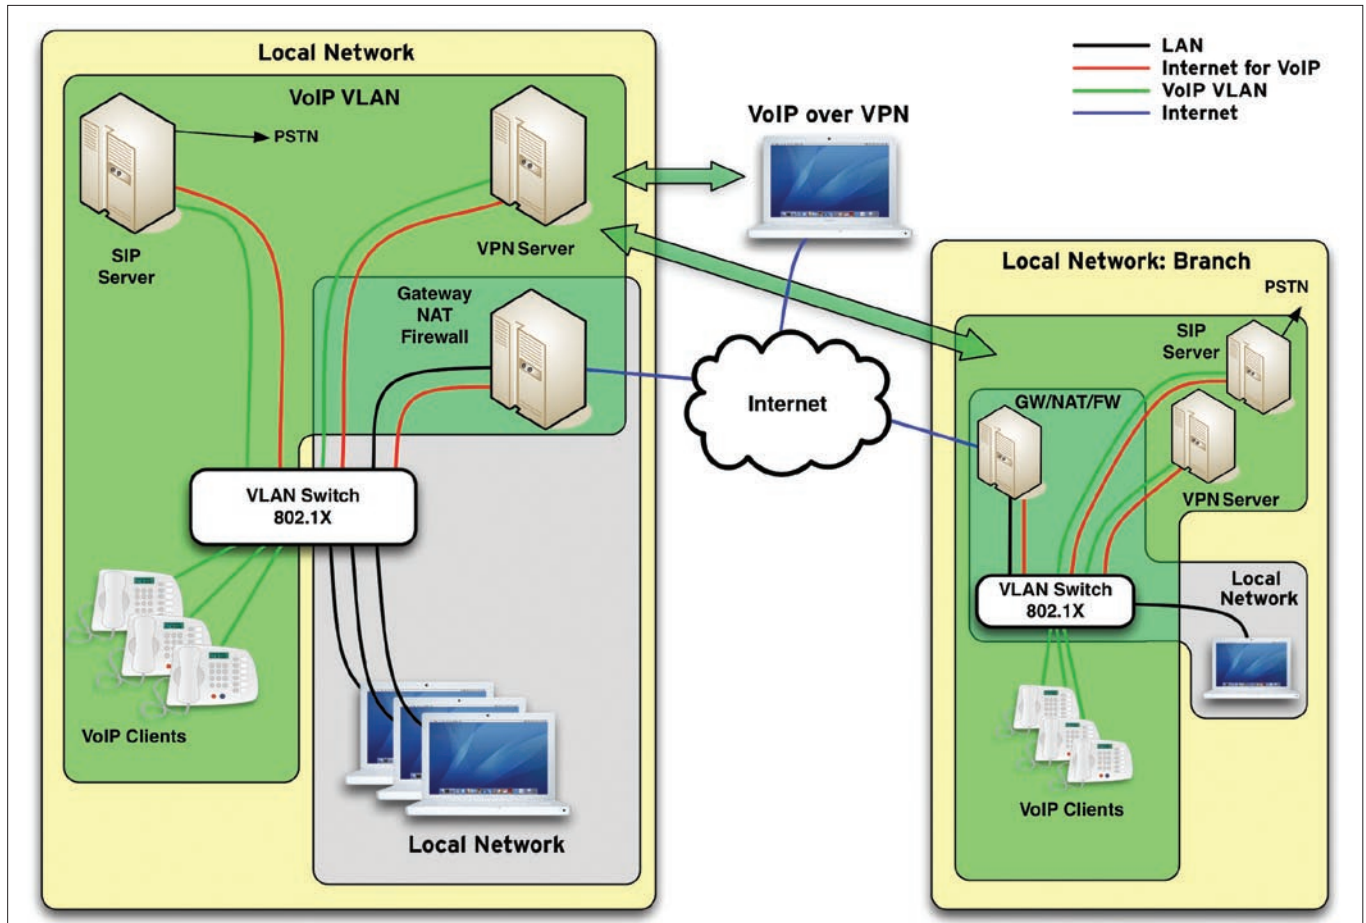 Local Network
VoIP VLAN
PSTN
SIP
Server
VPN Server
Gateway
NAT
Firewall
VLAN Switch
802.1X
VoIP Clients
Local Network
VoIP over VPN
Internet
LAN
Internet for VoIP
VoIP VLAN
Internet
Local Network: Branch
PSTN
SIP
Server
GW/NAT/FW
VPN Server
VLAN Switch
802.1X
Local
Network
VoIP Clients